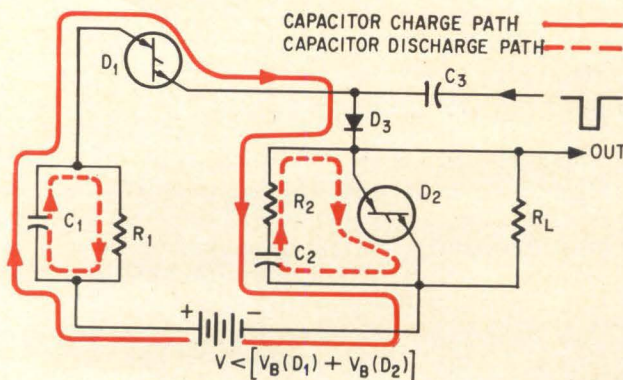 CAPACITOR CHARGE PATH
CAPACITOR DISCHARGE PATH
D1
C3
D3
OUT
D2
R2
C1
R1
C2
RL
+ −
V < [VB(D1) + VB(D2)]